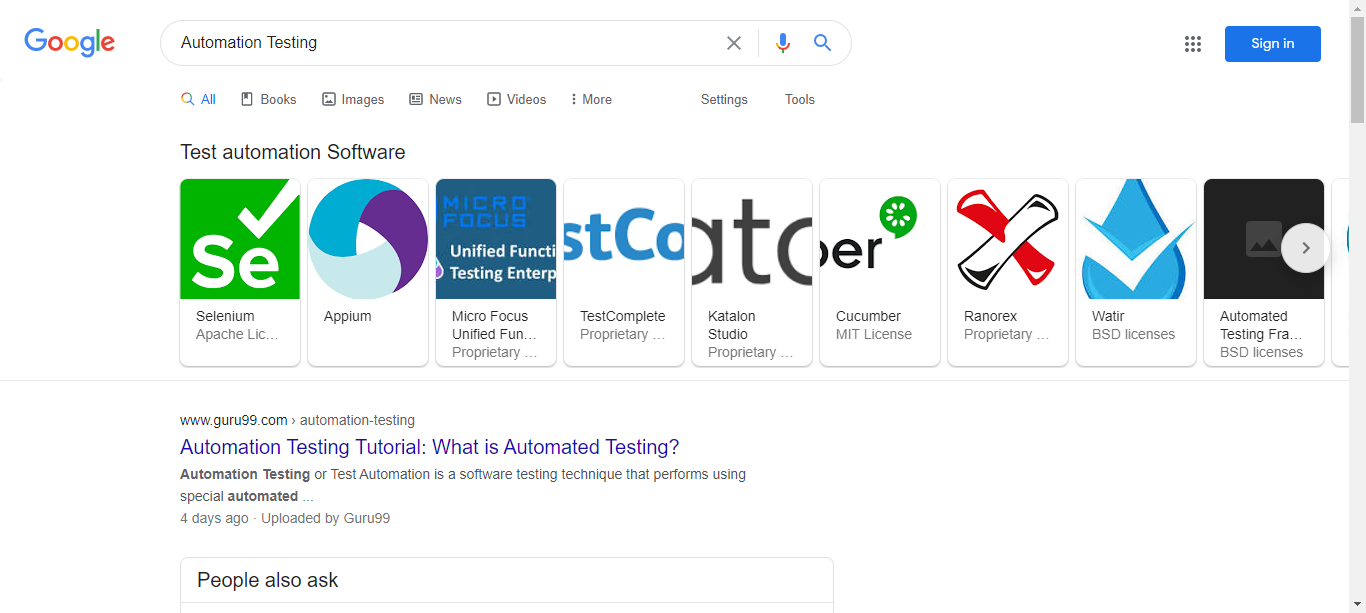 Google
Automation Testing
Sign in
All Books Images News Videos More Settings Tools
Test automation Software
Se
MICRO
FOCUS
Unified Functi
Testing Enterp
stCo
atc
ber
Selenium
Apache Lic...
Appium
Micro Focus
Unified Fun...
Proprietary ...
TestComplete
Proprietary ...
Katalon
Studio
Proprietary ...
Cucumber
MIT License
Ranorex
Proprietary ...
Watir
BSD licenses
Automated
Testing Fra...
BSD licenses
www.guru99.com › automation-testing
Automation Testing Tutorial: What is Automated Testing?
Automation Testing or Test Automation is a software testing technique that performs using
special automated ...
4 days ago · Uploaded by Guru99
People also ask